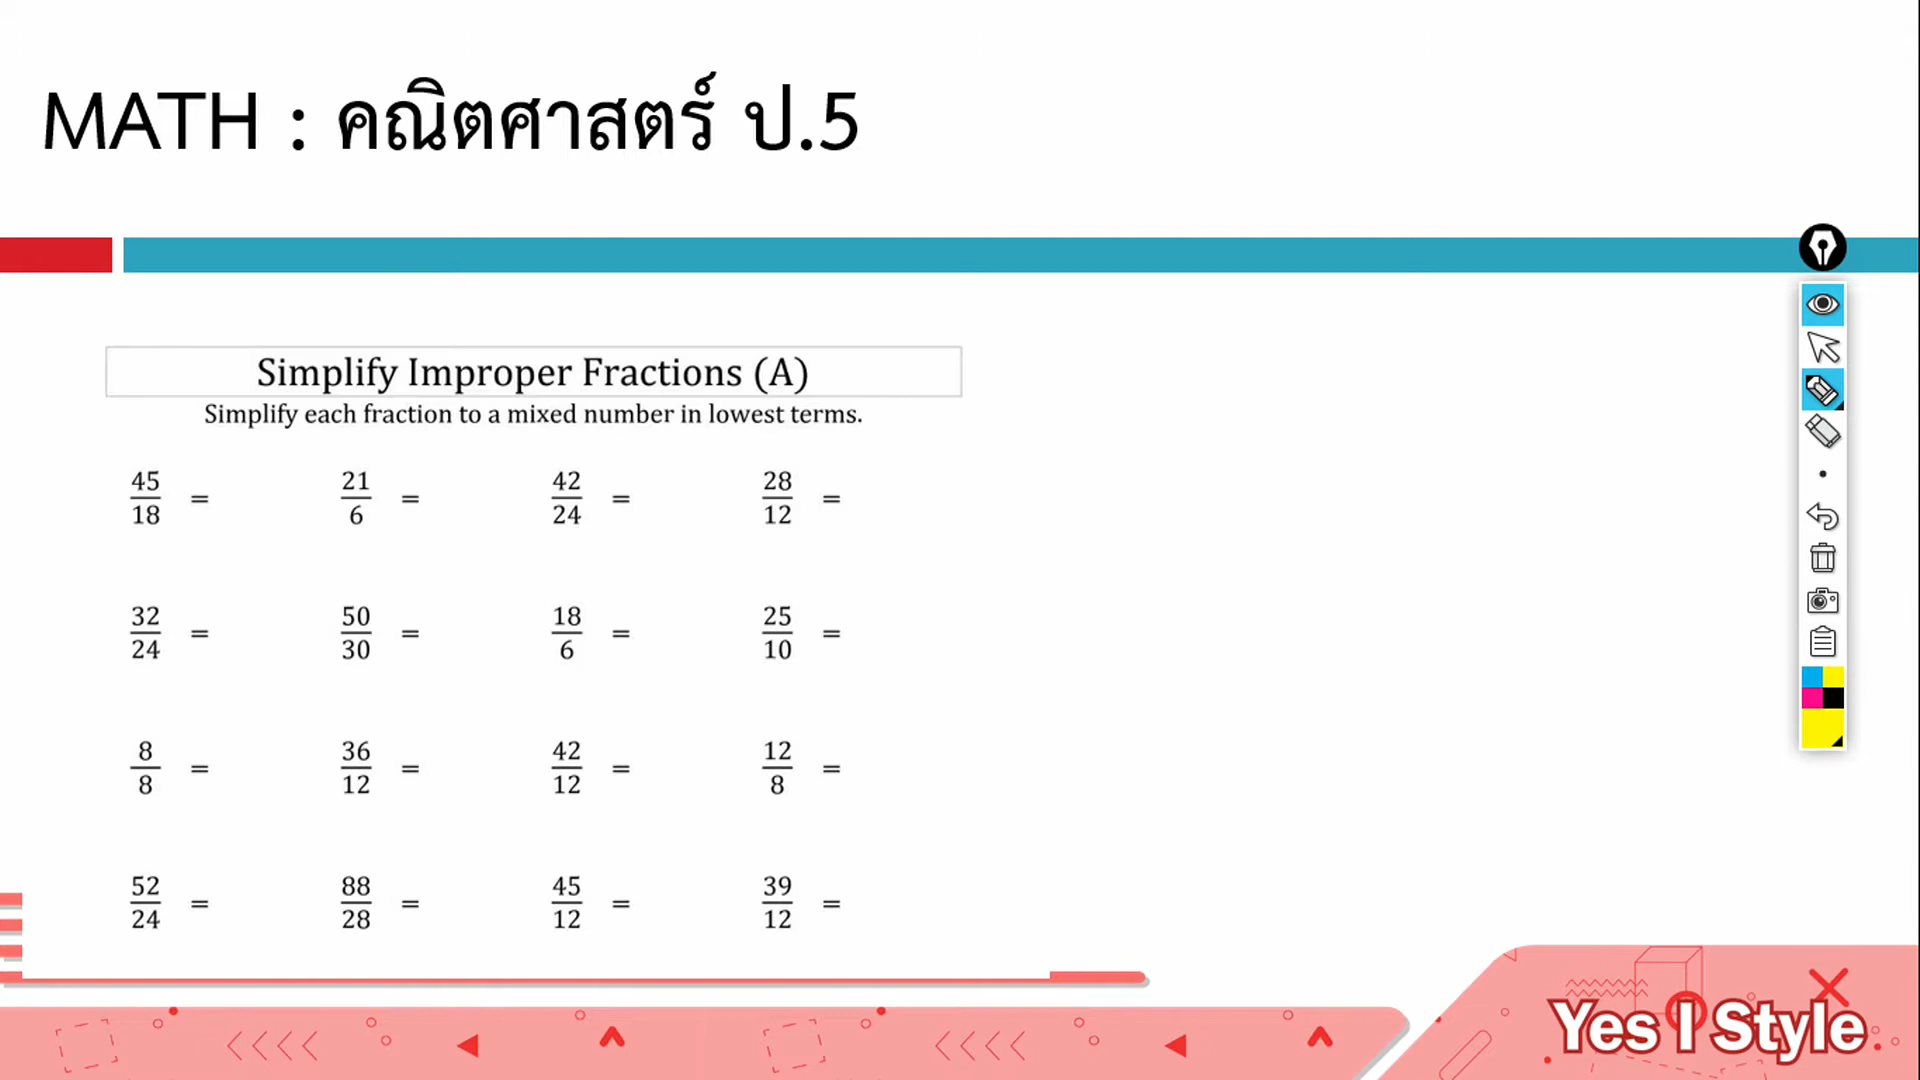 MATH : คณิตศาสตร์ ป.5
Simplify Improper Fractions (A)
Simplify each fraction to a mixed number in lowest terms.
45/18 = 21/6 = 42/24 = 28/12 =
32/24 = 50/30 = 18/6 = 25/10 =
8/8 = 36/12 = 42/12 = 12/8 =
52/24 = 88/28 = 45/12 = 39/12 =
Yes I Style